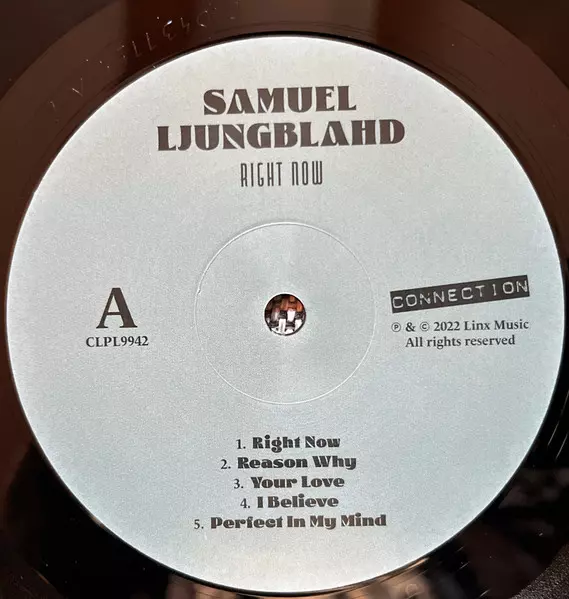 SAMUEL
LJUNGBLAHD
RIGHT NOW
A
CLPL9942
CONNECTION
℗ & © 2022 Linx Music
All rights reserved
1. Right Now
2. Reason Why
3. Your Love
4. I Believe
5. Perfect In My Mind